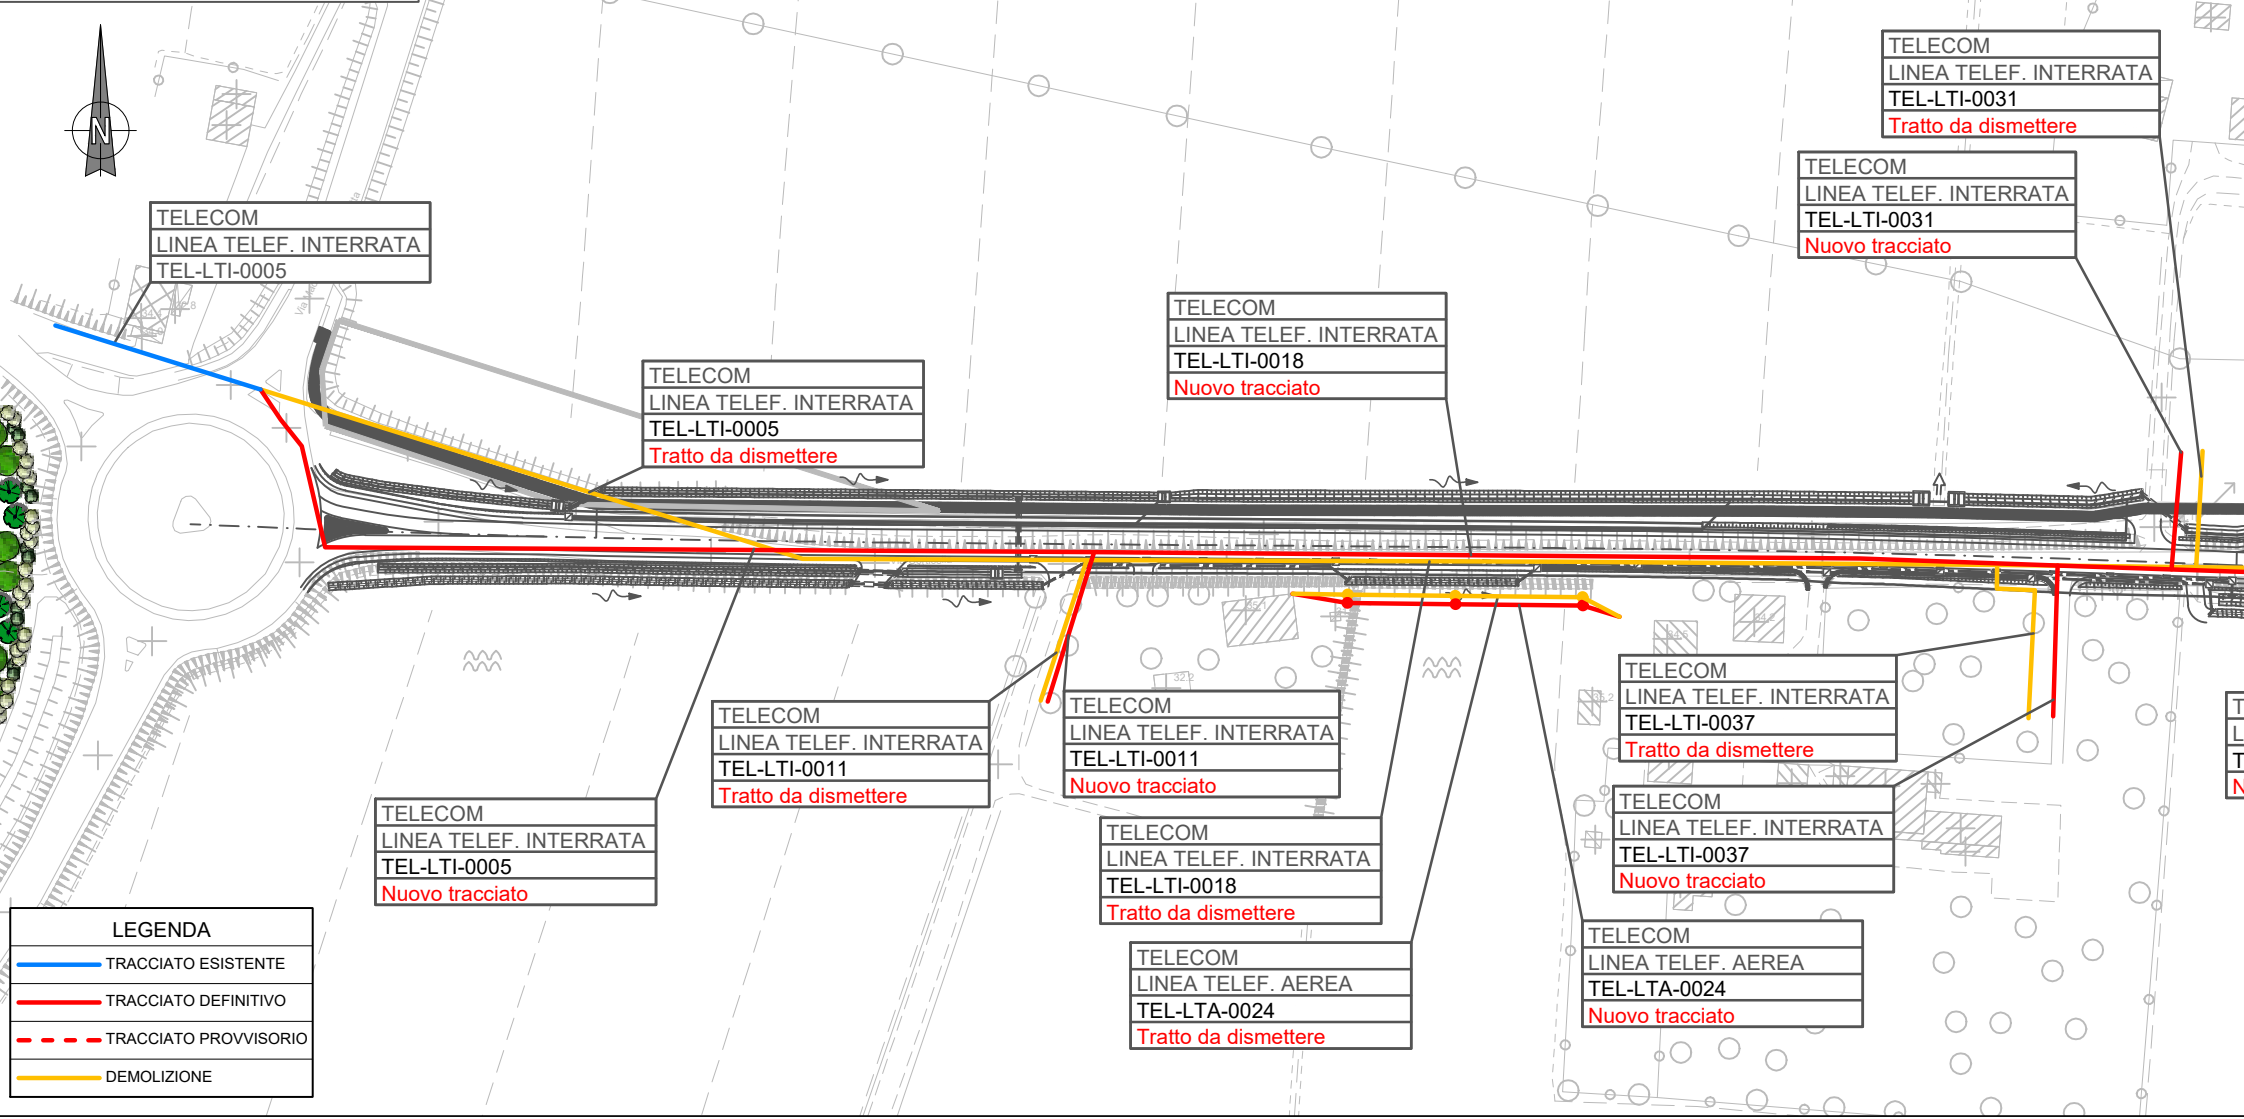 N
TELECOM
LINEA TELEF. INTERRATA
TEL-LTI-0031
Tratto da dismettere
TELECOM
LINEA TELEF. INTERRATA
TEL-LTI-0031
Nuovo tracciato
TELECOM
LINEA TELEF. INTERRATA
TEL-LTI-0005
TELECOM
LINEA TELEF. INTERRATA
TEL-LTI-0018
Nuovo tracciato
TELECOM
LINEA TELEF. INTERRATA
TEL-LTI-0005
Tratto da dismettere
TELECOM
LINEA TELEF. INTERRATA
TEL-LTI-0037
Tratto da dismettere
TELECOM
LINEA TELEF. INTERRATA
TEL-LTI-0011
Tratto da dismettere
TELECOM
LINEA TELEF. INTERRATA
TEL-LTI-0011
Nuovo tracciato
TELECOM
LINEA TELEF. INTERRATA
TEL-LTI-0037
Nuovo tracciato
TELECOM
LINEA TELEF. INTERRATA
TEL-LTI-0005
Nuovo tracciato
TELECOM
LINEA TELEF. INTERRATA
TEL-LTI-0018
Tratto da dismettere
TELECOM
LINEA TELEF. AEREA
TEL-LTA-0024
Tratto da dismettere
TELECOM
LINEA TELEF. AEREA
TEL-LTA-0024
Nuovo tracciato
LEGENDA
TRACCIATO ESISTENTE
TRACCIATO DEFINITIVO
TRACCIATO PROVVISORIO
DEMOLIZIONE
32.2